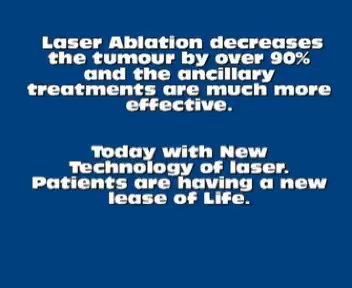 Laser Ablation decreases
the tumour by over 90%
and the ancillary
treatments are much more
effective.
Today with New
Technology of laser.
Patients are having a new
lease of Life.